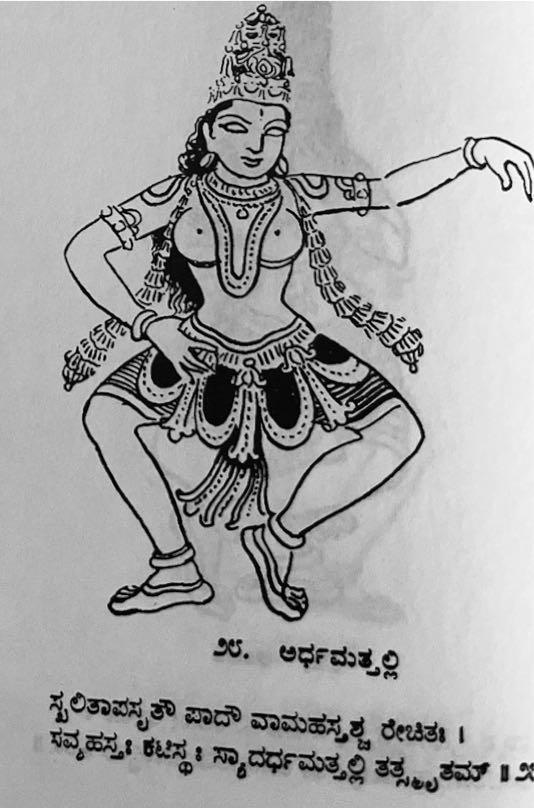 ೨೮. ಅರ್ಧಮತ್ತಲ್ಲಿ
ಸ್ಖಲಿತಾಪಸೃತೌ ಪಾದೌ ವಾಮಹಸ್ತಶ್ಚ ರೇಚಿತಃ ।
ಸವ್ಯಹಸ್ತಃ ಕಟಿಸ್ಥಃ ಸ್ಯಾದರ್ಧಮತ್ತಲ್ಲಿ ತತ್ಸ್ಮೃತಮ್ ॥